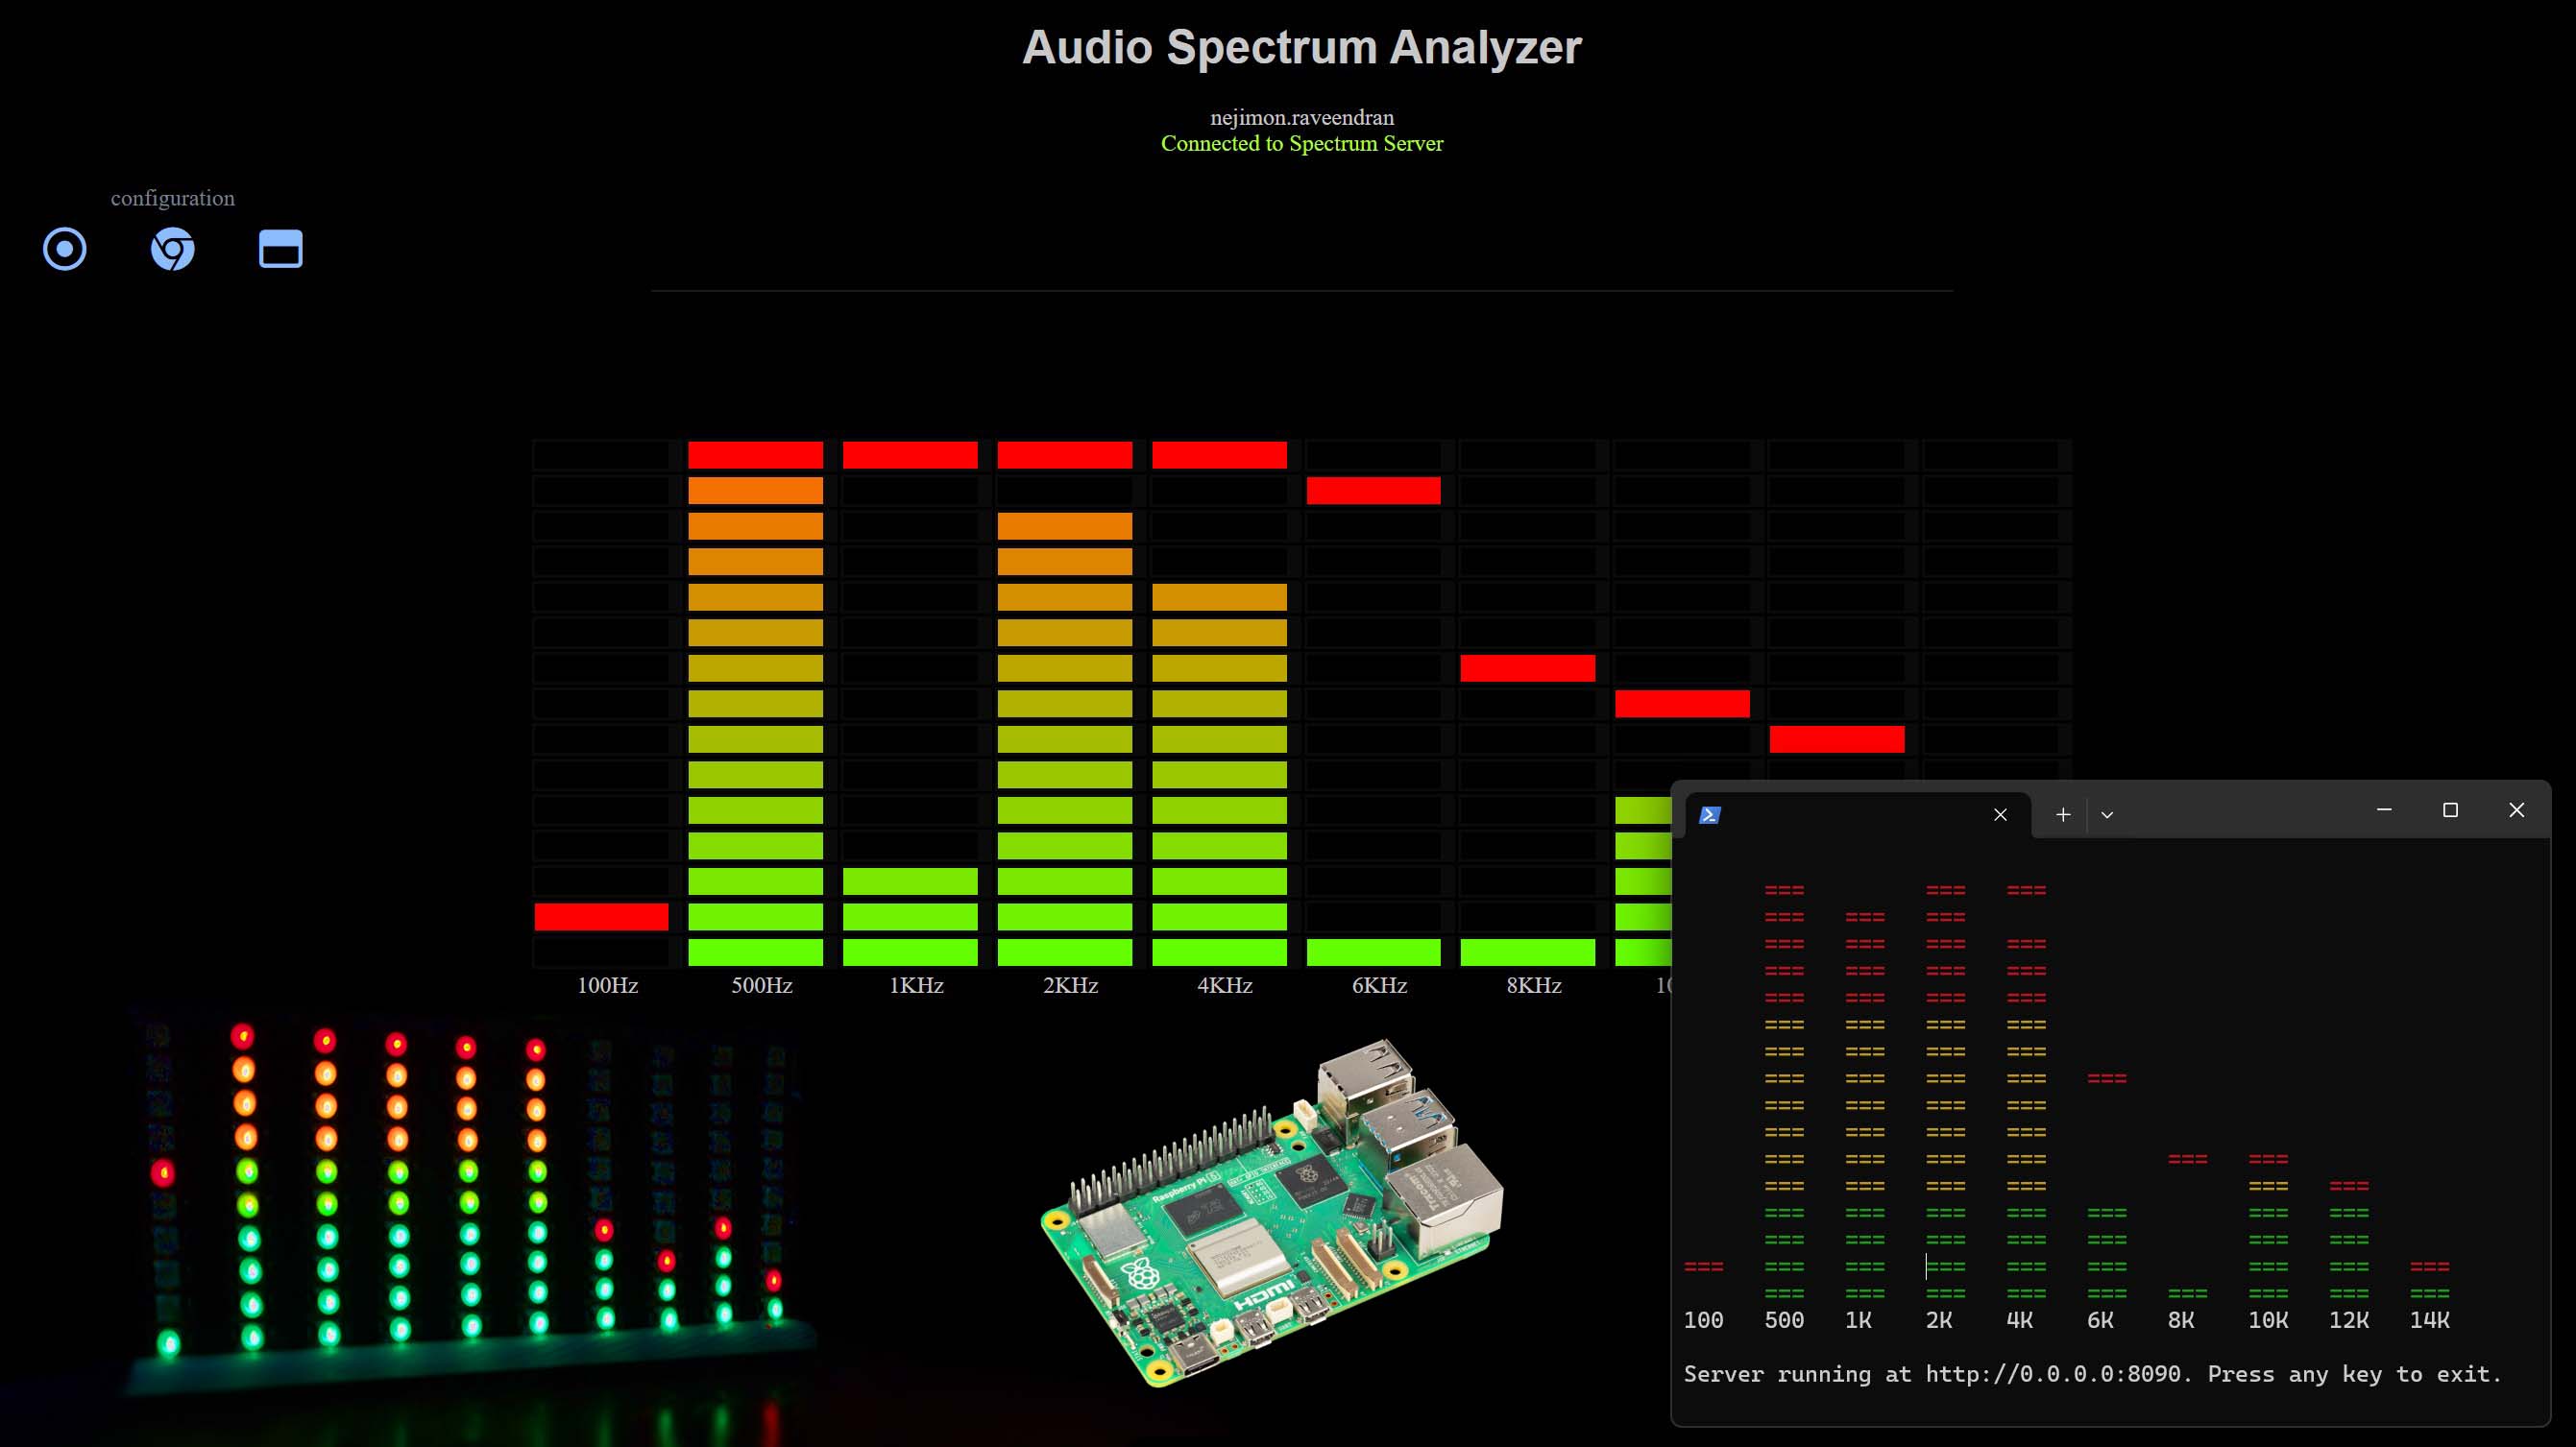 Audio Spectrum Analyzer
nejimon.raveendran
Connected to Spectrum Server
configuration
100Hz 500Hz 1KHz 2KHz 4KHz 6KHz 8KHz
=== === ===
=== === ===
=== === === ===
=== === === ===
=== === === ===
=== === === ===
=== === === ===
=== === === === ===
=== === === ===
=== === === ===
=== === === === === ===
=== === === === === ===
=== === === === === === ===
=== === === === === === ===
=== === === === === === === === ===
=== === === === === === === === ===
100 500 1K 2K 4K 6K 8K 10K 12K 14K
Server running at http://0.0.0.0:8090. Press any key to exit.
Raspberry Pi 5
HDMI